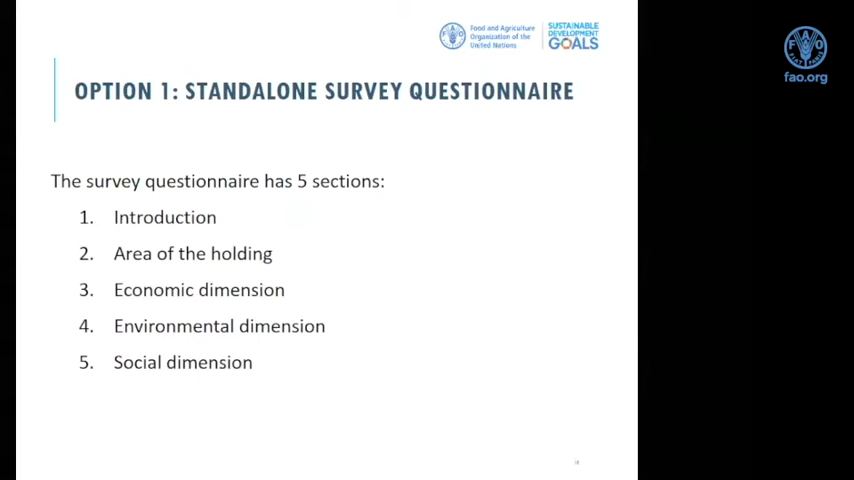 Food and Agriculture
Organization of the
United Nations
SUSTAINABLE
DEVELOPMENT
GOALS
FAO
FIAT PANIS
fao.org
OPTION 1: STANDALONE SURVEY QUESTIONNAIRE
The survey questionnaire has 5 sections:
1. Introduction
2. Area of the holding
3. Economic dimension
4. Environmental dimension
5. Social dimension